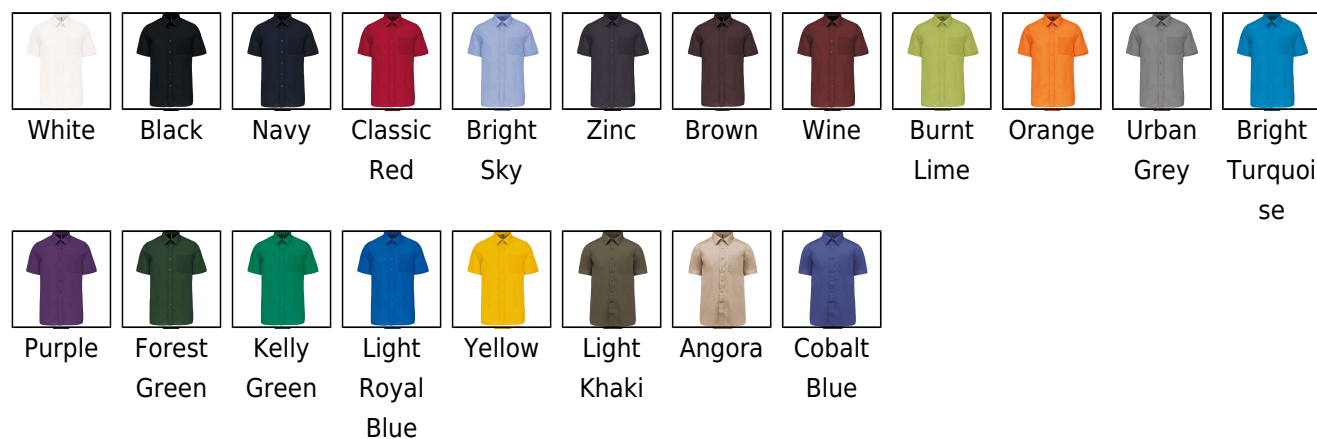 White Black Navy Classic Bright Zinc Brown Wine Burnt Orange Urban Bright
Red Sky Lime Grey Turquoi
se
Purple Forest Kelly Light Yellow Light Angora Cobalt
Green Green Royal Khaki Blue
Blue